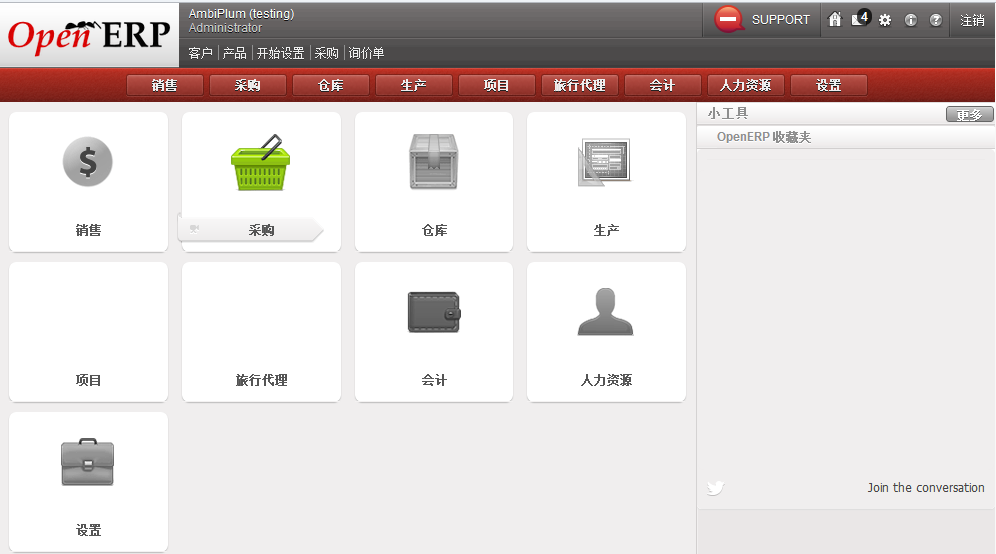 OpenERP
AmbiPlum (testing)
Administrator
SUPPORT
4
注销
客户 产品 开始设置 采购 询价单
销售 采购 仓库 生产 项目 旅行代理 会计 人力资源 设置
小工具 更多
OpenERP 收藏夹
$
销售 采购 仓库 生产
项目 旅行代理 会计 人力资源
设置
Join the conversation